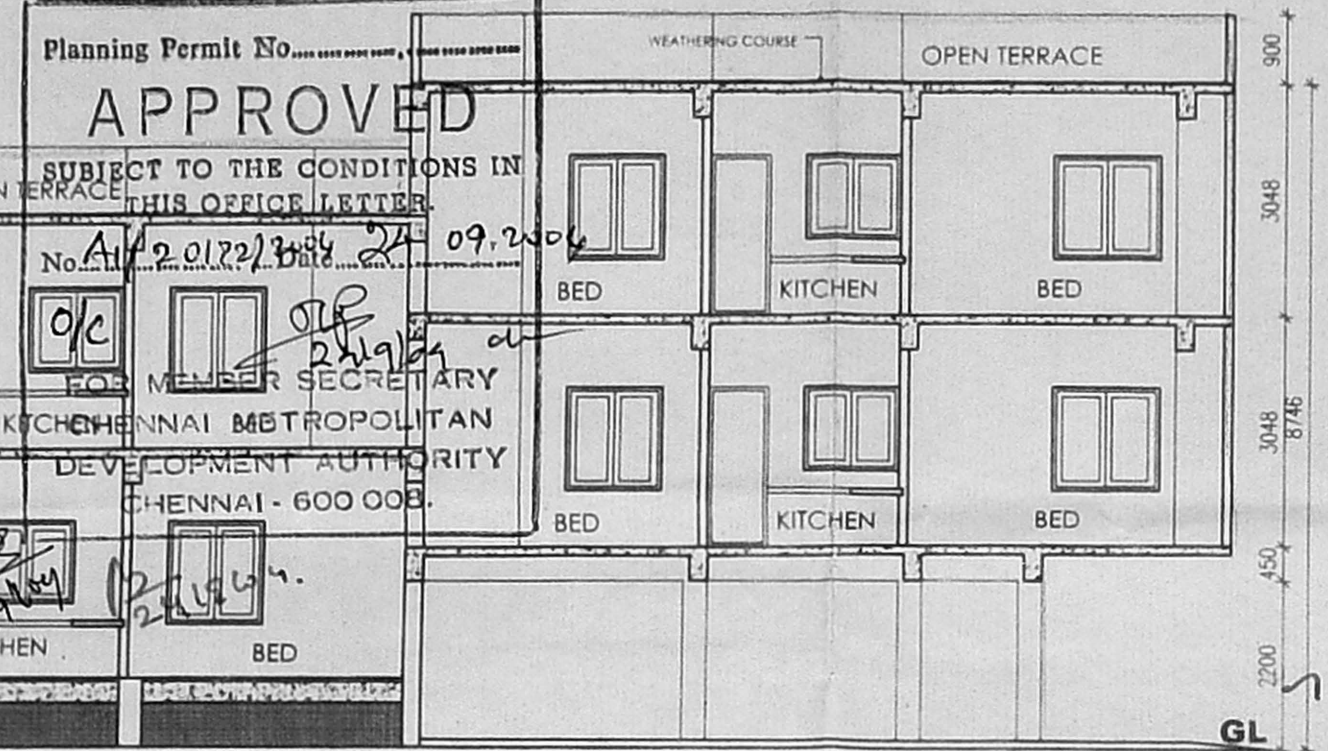 Planning Permit No.
APPROVED
SUBJECT TO THE CONDITIONS IN
THIS OFFICE LETTER.
No. Date 24 09.2004
O/C
FOR MEMBER SECRETARY
CHENNAI METROPOLITAN
DEVELOPMENT AUTHORITY
CHENNAI - 600 008.
TERRACE
KITCHEN
BED
HEN
BED
WEATHERING COURSE
OPEN TERRACE
BED
KITCHEN
BED
BED
KITCHEN
BED
900
3048
3048
8746
450
2200
GL